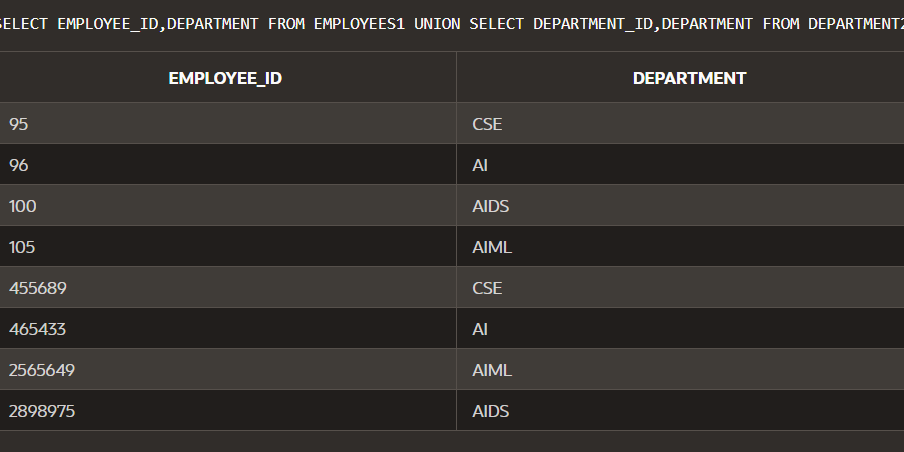 SELECT EMPLOYEE_ID,DEPARTMENT FROM EMPLOYEES1 UNION SELECT DEPARTMENT_ID,DEPARTMENT FROM DEPARTMENT2
EMPLOYEE_ID DEPARTMENT
95 CSE
96 AI
100 AIDS
105 AIML
455689 CSE
465433 AI
2565649 AIML
2898975 AIDS